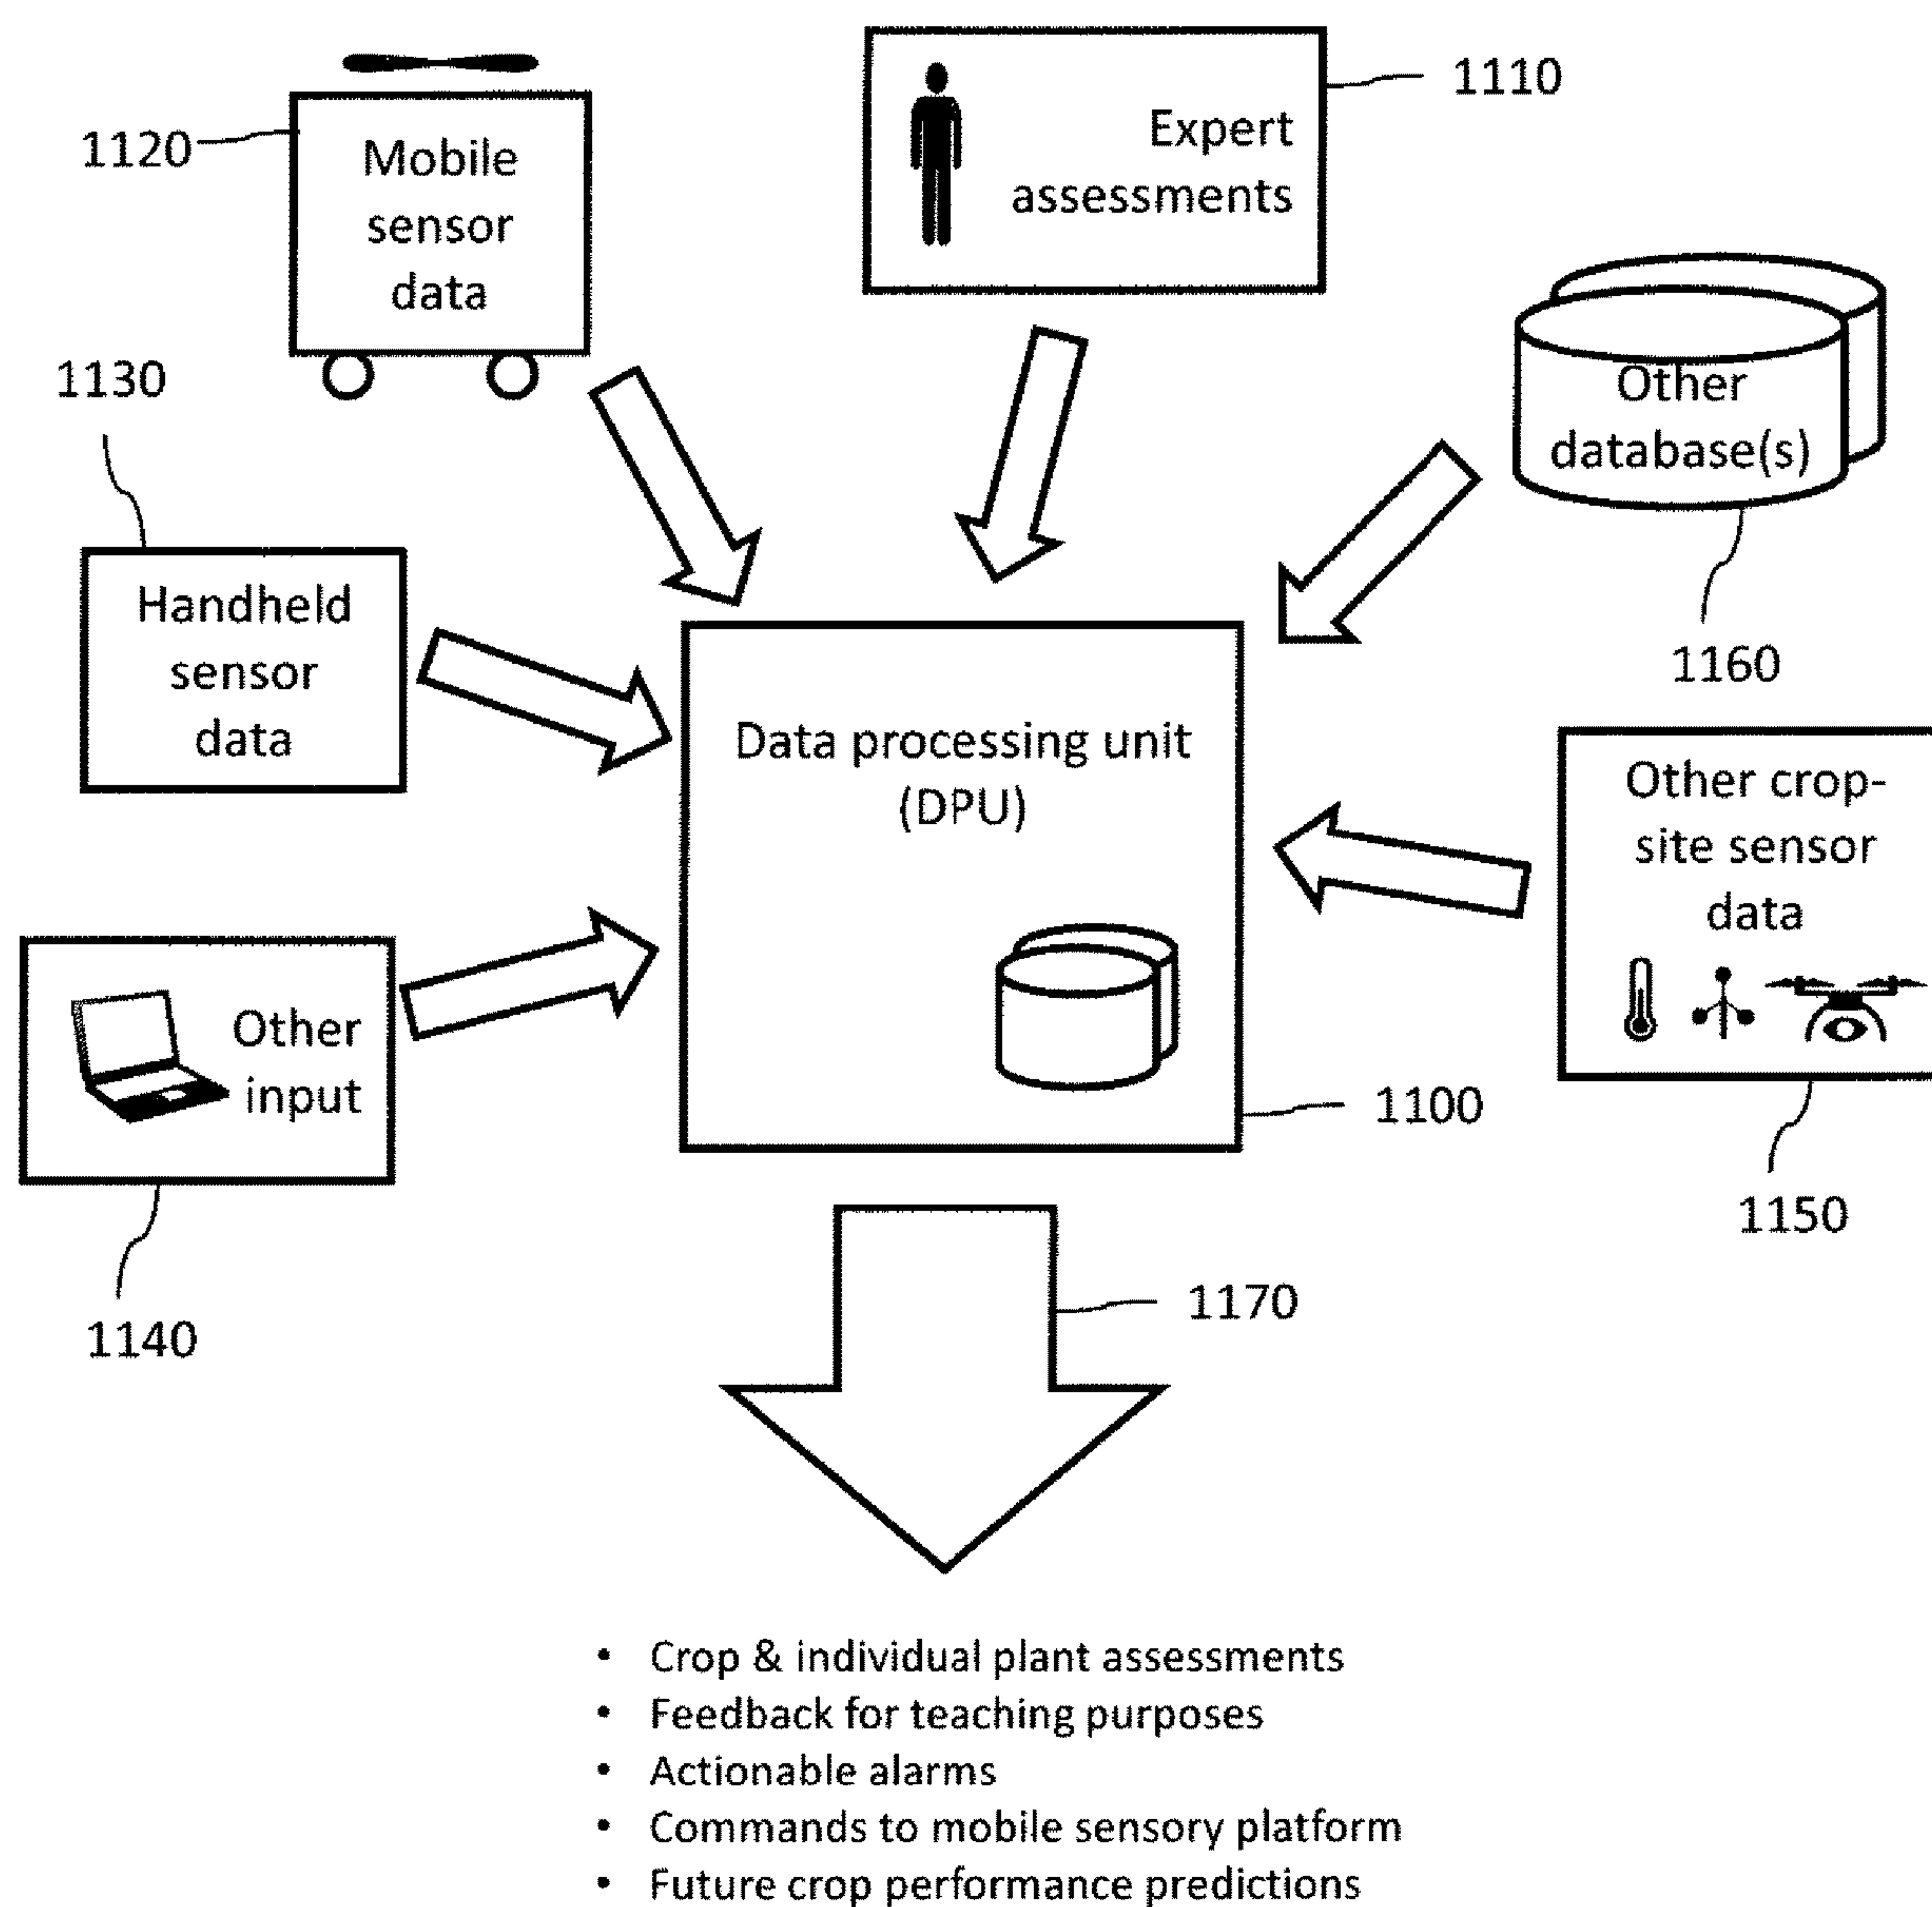 1110
Expert
assessments
1120
Mobile
sensor
data
1130
Other
database(s)
Handheld
sensor
data
1160
Data processing unit
(DPU)
Other crop-
site sensor
data
Other
input
1100
1150
1140
1170
• Crop & individual plant assessments
• Feedback for teaching purposes
• Actionable alarms
• Commands to mobile sensory platform
• Future crop performance predictions